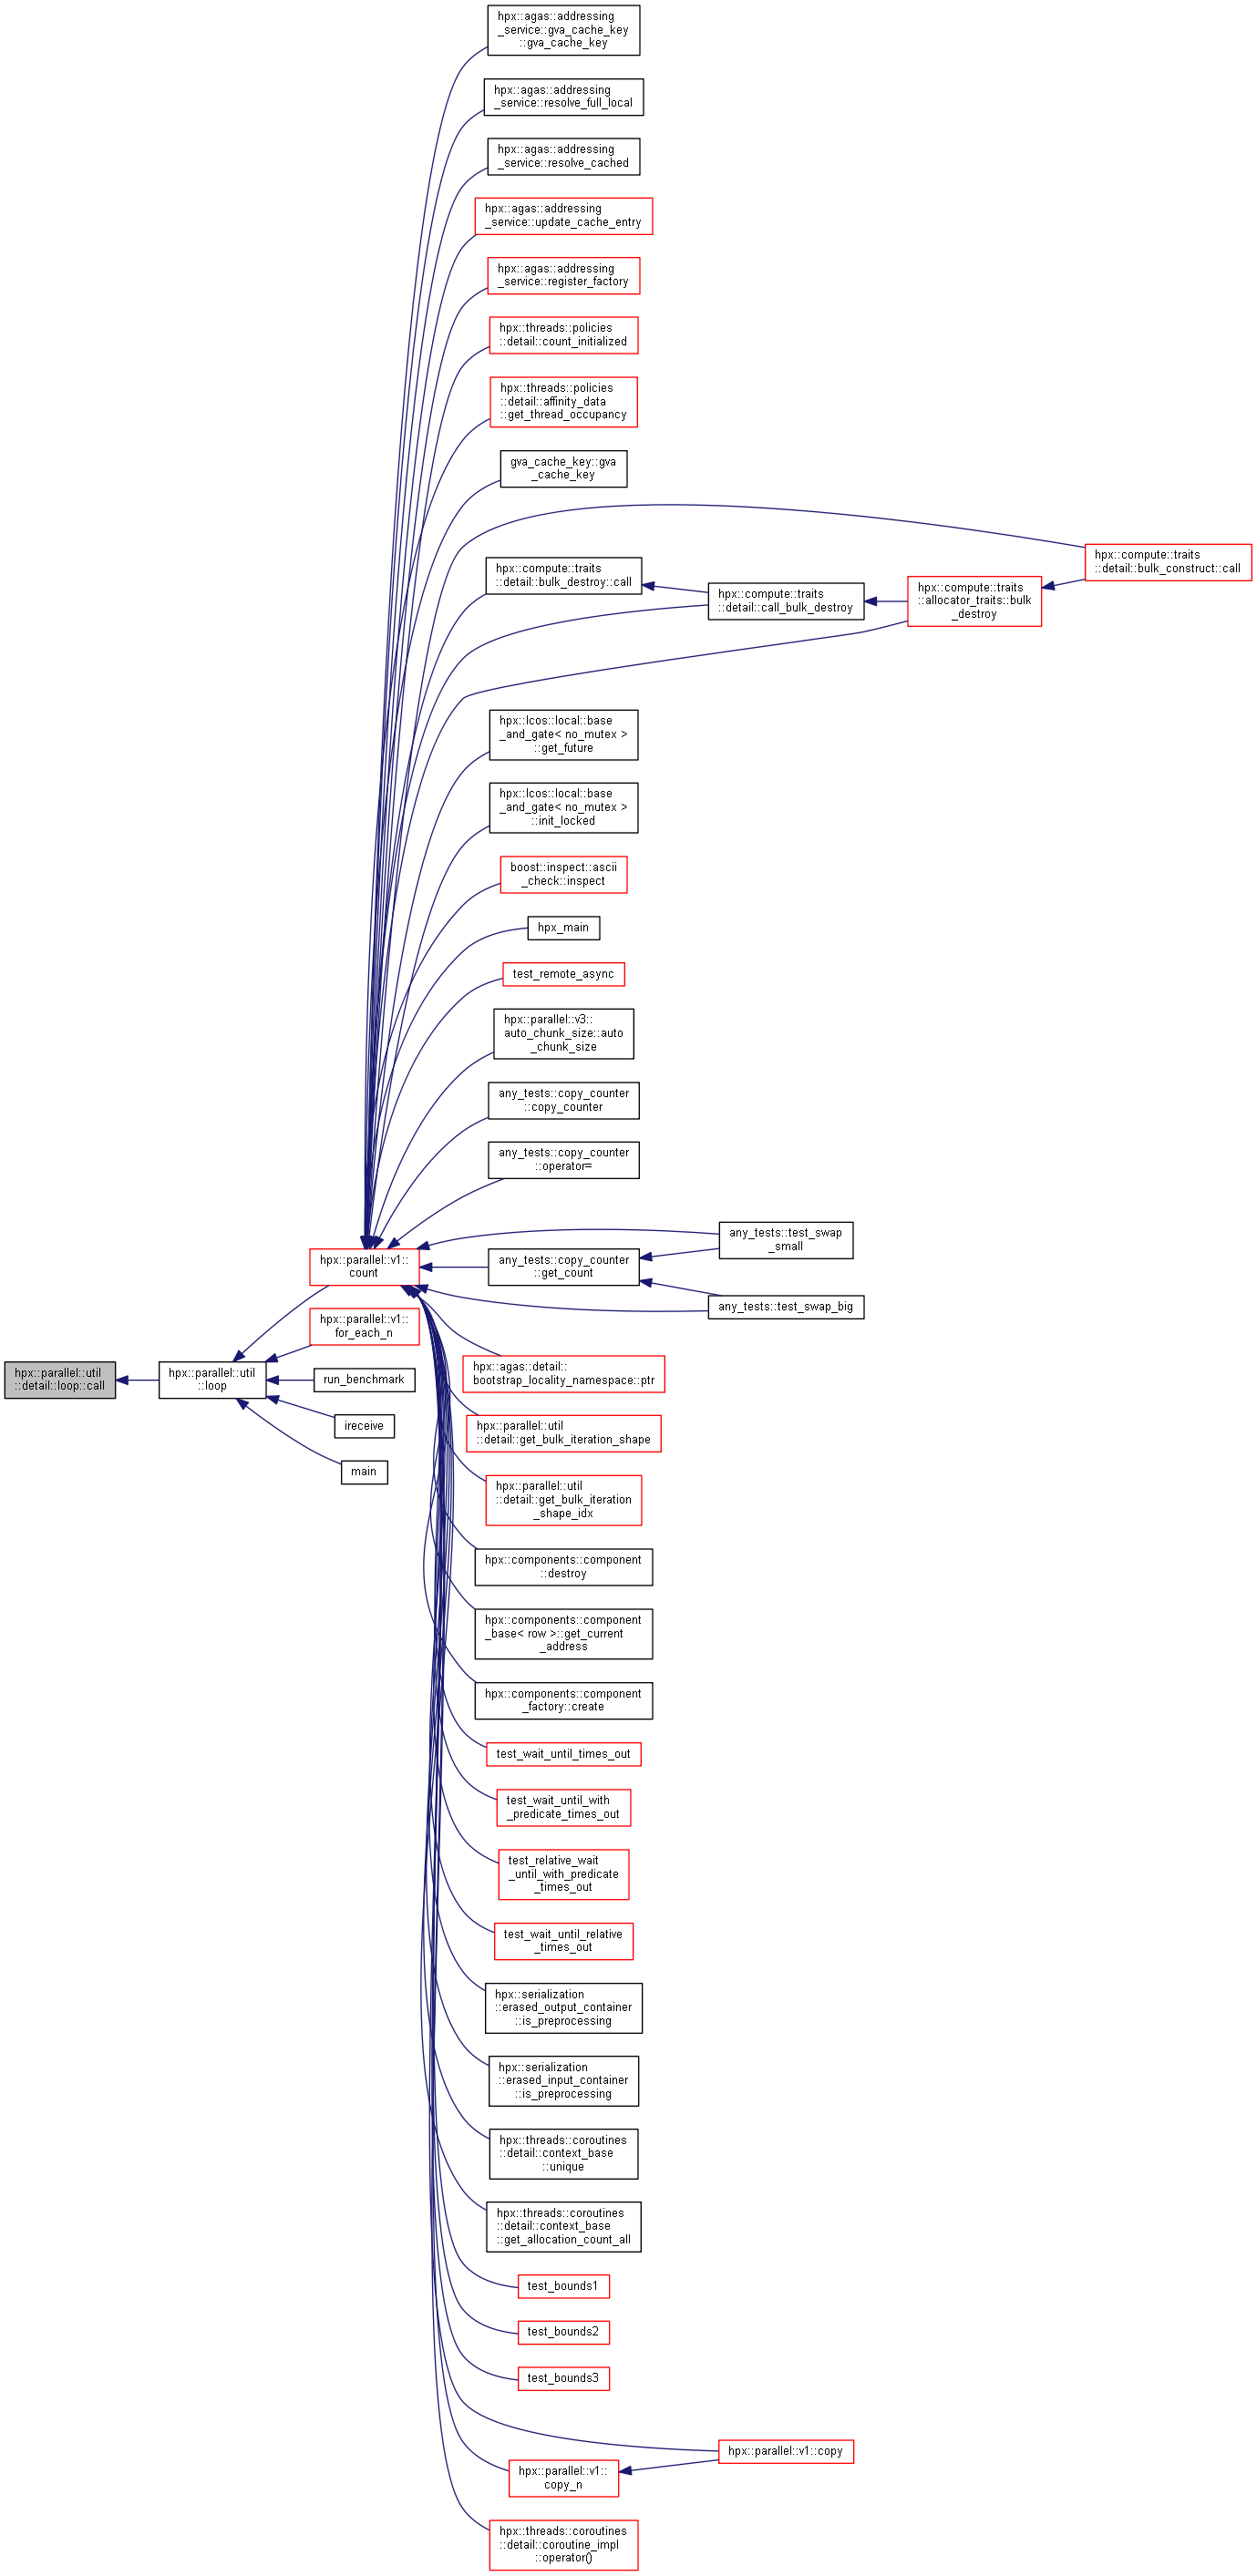 hpx::agas::addressing
_service::gva_cache_key
::gva_cache_key
hpx::agas::addressing
_service::resolve_full_local
hpx::agas::addressing
_service::resolve_cached
hpx::agas::addressing
_service::update_cache_entry
hpx::agas::addressing
_service::register_factory
hpx::threads::policies
::detail::count_initialized
hpx::threads::policies
::detail::affinity_data
::get_thread_occupancy
gva_cache_key::gva
_cache_key
hpx::compute::traits
::detail::bulk_construct::call
hpx::compute::traits
::detail::bulk_destroy::call
hpx::compute::traits
::detail::call_bulk_destroy
hpx::compute::traits
::allocator_traits::bulk
_destroy
hpx::lcos::local::base
_and_gate< no_mutex >
::get_future
hpx::lcos::local::base
_and_gate< no_mutex >
::init_locked
boost::inspect::ascii
_check::inspect
hpx_main
test_remote_async
hpx::parallel::v3::
auto_chunk_size::auto
_chunk_size
any_tests::copy_counter
::copy_counter
any_tests::copy_counter
::operator=
any_tests::test_swap
_small
hpx::parallel::v1::
count
any_tests::copy_counter
::get_count
any_tests::test_swap_big
hpx::parallel::v1::
for_each_n
hpx::parallel::util
::detail::loop::call
hpx::parallel::util
::loop
run_benchmark
ireceive
main
hpx::agas::detail::
bootstrap_locality_namespace::ptr
hpx::parallel::util
::detail::get_bulk_iteration_shape
hpx::parallel::util
::detail::get_bulk_iteration
_shape_idx
hpx::components::component
::destroy
hpx::components::component
_base< row >::get_current
_address
hpx::components::component
_factory::create
test_wait_until_times_out
test_wait_until_with
_predicate_times_out
test_relative_wait
_until_with_predicate
_times_out
test_wait_until_relative
_times_out
hpx::serialization
::erased_output_container
::is_preprocessing
hpx::serialization
::erased_input_container
::is_preprocessing
hpx::threads::coroutines
::detail::context_base
::unique
hpx::threads::coroutines
::detail::context_base
::get_allocation_count_all
test_bounds1
test_bounds2
test_bounds3
hpx::parallel::v1::copy
hpx::parallel::v1::
copy_n
hpx::threads::coroutines
::detail::coroutine_impl
::operator()